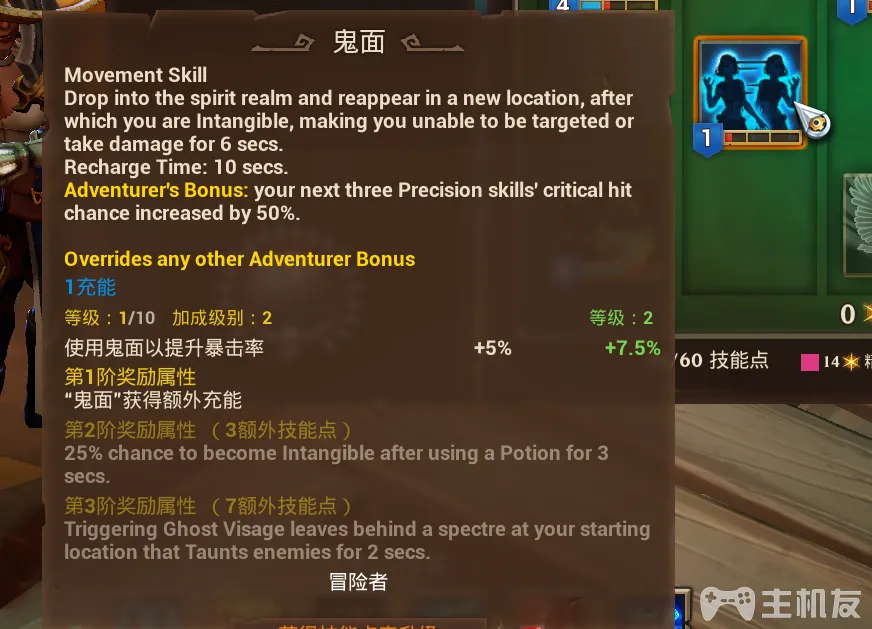 4
1
鬼面
Movement Skill
Drop into the spirit realm and reappear in a new location, after
which you are Intangible, making you unable to be targeted or
take damage for 6 secs.
Recharge Time: 10 secs.
Adventurer's Bonus: your next three Precision skills' critical hit
chance increased by 50%.
1
Overrides any other Adventurer Bonus
1充能
等级：1/10 加成级别：2 等级：2
0
使用鬼面以提升暴击率 +5% +7.5%
/60 技能点 14
第1阶奖励属性
“鬼面”获得额外充能
第2阶奖励属性 （3额外技能点）
25% chance to become Intangible after using a Potion for 3
secs.
第3阶奖励属性 （7额外技能点）
Triggering Ghost Visage leaves behind a spectre at your starting
location that Taunts enemies for 2 secs.
冒险者
主机友